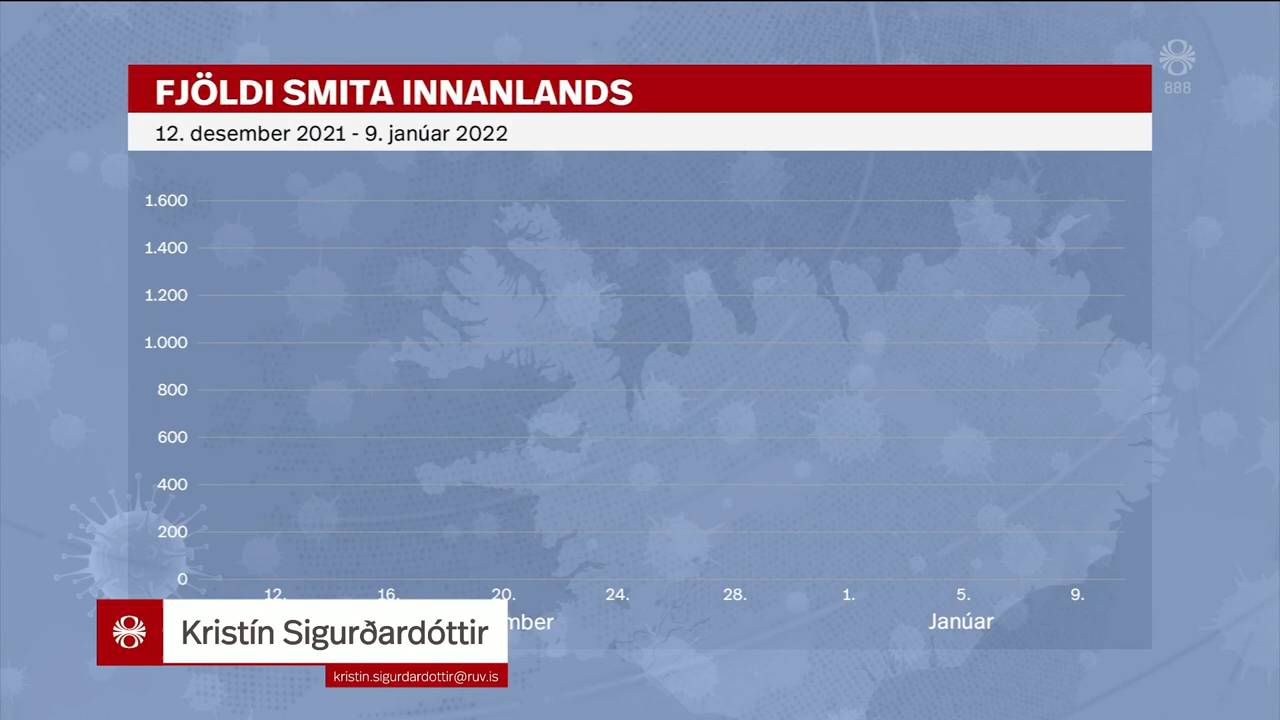 FJÖLDI SMITA INNANLANDS
888
12. desember 2021 - 9. janúar 2022
1.600
1.400
1.200
1.000
800
600
400
200
0
12. 16. 20. 24. 28. 1. 5. 9.
mber Janúar
Kristín Sigurðardóttir
kristin.sigurdardottir@ruv.is